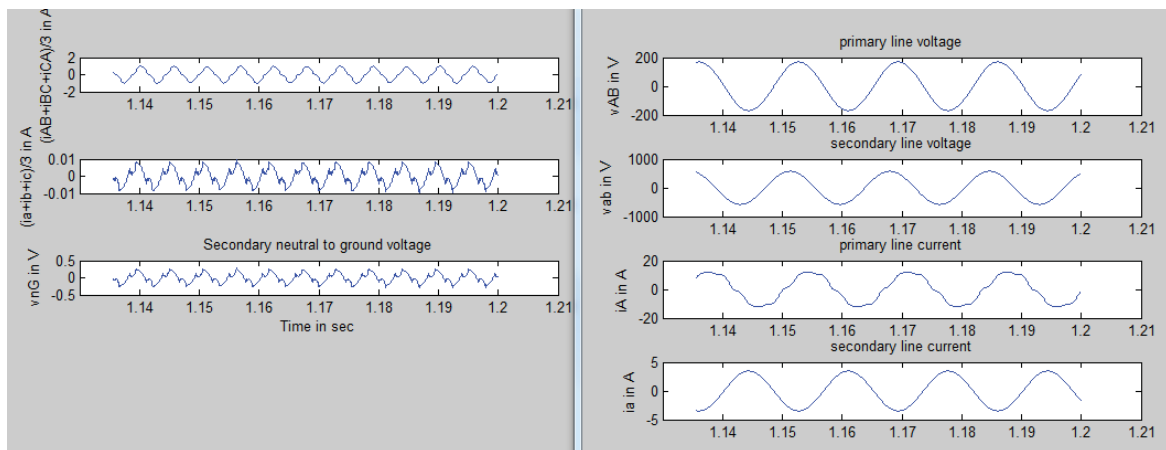 (iAB+iBC+iCA)/3 in A
2
0
-2
1.14 1.15 1.16 1.17 1.18 1.19 1.2 1.21
(ia+ib+ic)/3 in A
0.01
0
-0.01
1.14 1.15 1.16 1.17 1.18 1.19 1.2 1.21
Secondary neutral to ground voltage
vnG in V
0.5
0
-0.5
1.14 1.15 1.16 1.17 1.18 1.19 1.2 1.21
Time in sec
primary line voltage
vAB in V
200
0
-200
1.14 1.15 1.16 1.17 1.18 1.19 1.2 1.21
secondary line voltage
vab in V
1000
0
-1000
1.14 1.15 1.16 1.17 1.18 1.19 1.2 1.21
primary line current
iA in A
20
0
-20
1.14 1.15 1.16 1.17 1.18 1.19 1.2 1.21
secondary line current
ia in A
5
0
-5
1.14 1.15 1.16 1.17 1.18 1.19 1.2 1.21